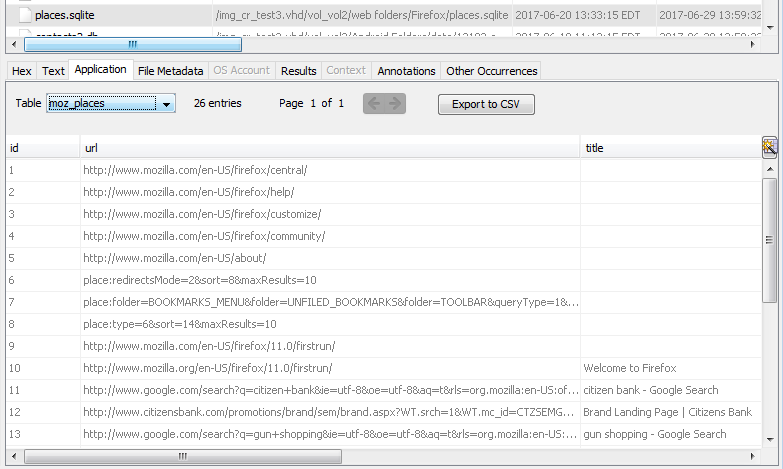 places.sqlite /img_cr_test3.vhd/vol_vol2/web folders/Firefox/places.sqlite 2017-06-20 13:33:15 EDT 2017-06-29 13:59:32
Hex Text Application File Metadata OS Account Results Context Annotations Other Occurrences
Table moz_places 26 entries Page 1 of 1 Export to CSV
id url title
1 http://www.mozilla.com/en-US/firefox/central/
2 http://www.mozilla.com/en-US/firefox/help/
3 http://www.mozilla.com/en-US/firefox/customize/
4 http://www.mozilla.com/en-US/firefox/community/
5 http://www.mozilla.com/en-US/about/
6 place:redirectsMode=2&sort=8&maxResults=10
7 place:folder=BOOKMARKS_MENU&folder=UNFILED_BOOKMARKS&folder=TOOLBAR&queryType=1&...
8 place:type=6&sort=14&maxResults=10
9 http://www.mozilla.com/en-US/firefox/11.0/firstrun/
10 http://www.mozilla.org/en-US/firefox/11.0/firstrun/ Welcome to Firefox
11 http://www.google.com/search?q=citizen+bank&ie=utf-8&oe=utf-8&aq=t&rls=org.mozilla:en-US:of... citizen bank - Google Search
12 http://www.citizensbank.com/promotions/brand/sem/brand.aspx?WT.srch=1&WT.mc_id=CTZSEMG... Brand Landing Page | Citizens Bank
13 http://www.google.com/search?q=gun+shopping&ie=utf-8&oe=utf-8&aq=t&rls=org.mozilla:en-US:... gun shopping - Google Search